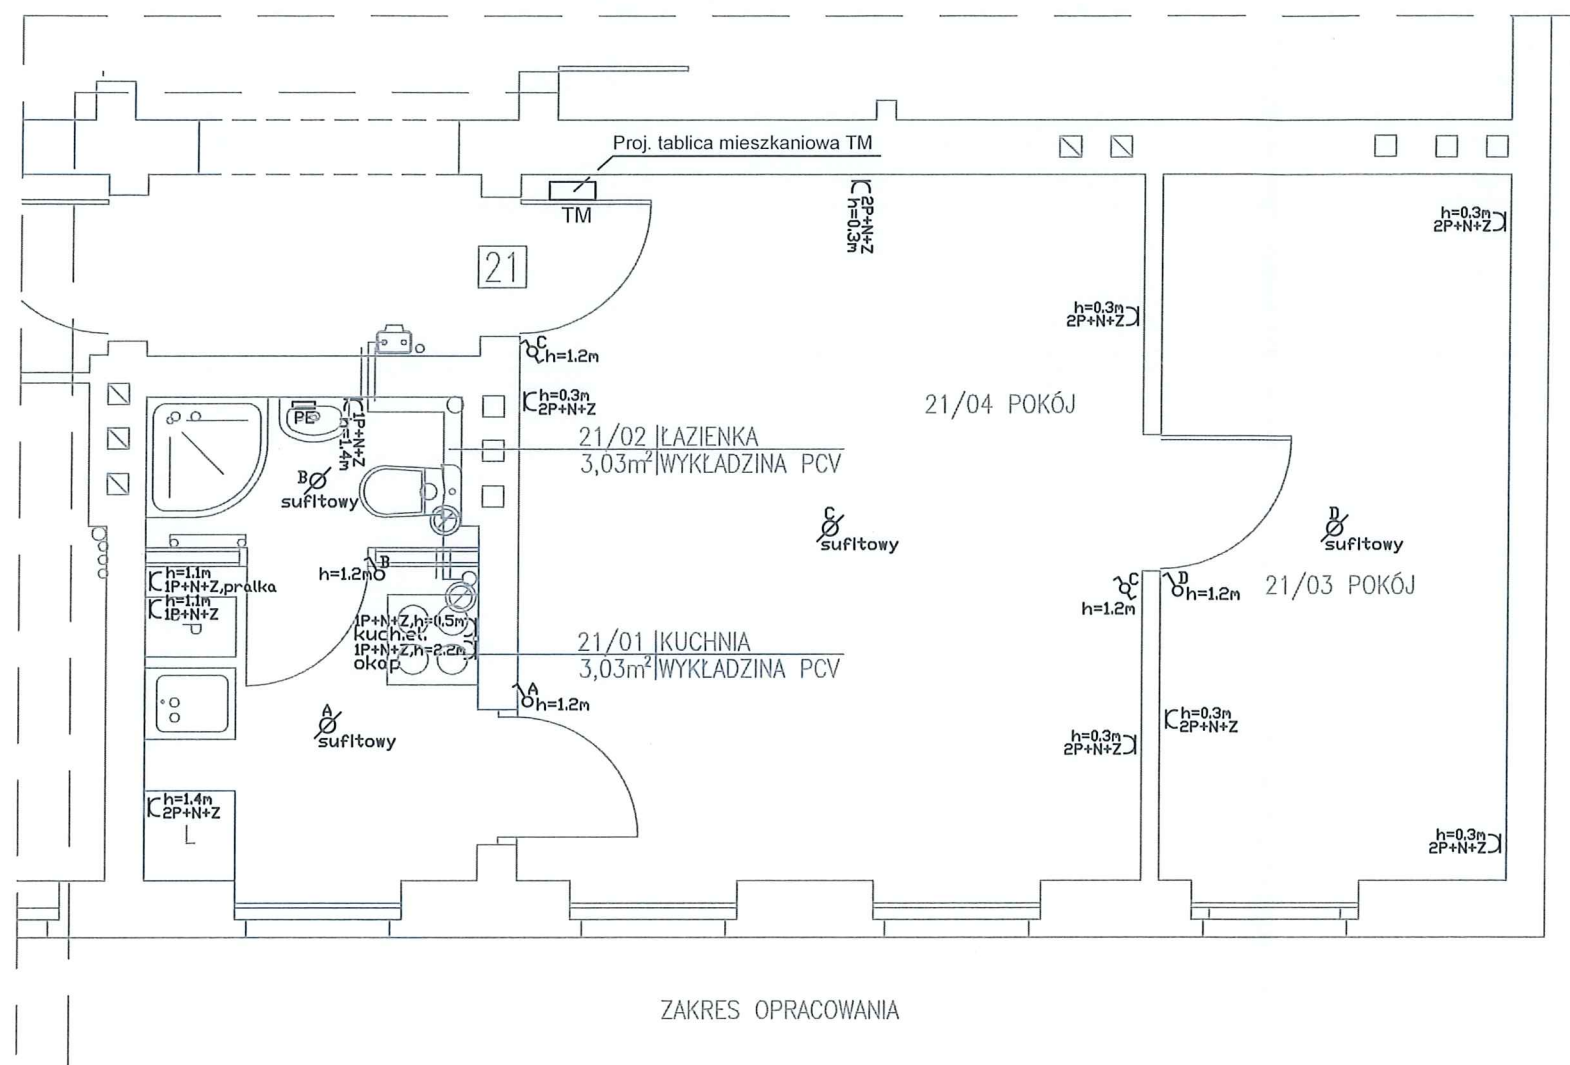 Proj. tablica mieszkaniowa TM
TM
2P+N+Z
h=0.3m
h=0.3m
2P+N+Z
21
h=0.3m
2P+N+Z
C
h=1.2m
h=0.3m
2P+N+Z
21/04 POKÓJ
PE
1P+N+Z
h=1.4m
21/02 ŁAZIENKA
3,03m² WYKŁADZINA PCV
B
sufitowy
C
sufitowy
D
sufitowy
B
h=1.2m
h=1.1m
1P+N+Z,pralka
h=1.1m
1P+N+Z
P
C
h=1.2m
D
h=1.2m
21/03 POKÓJ
1P+N+Z,h=0.5m
1P+N+Z,h=2.2m
okap
21/01 KUCHNIA
3,03m² WYKŁADZINA PCV
A
h=1.2m
A
sufitowy
h=0.3m
2P+N+Z
h=0.3m
2P+N+Z
h=1.4m
2P+N+Z
L
h=0.3m
2P+N+Z
ZAKRES OPRACOWANIA